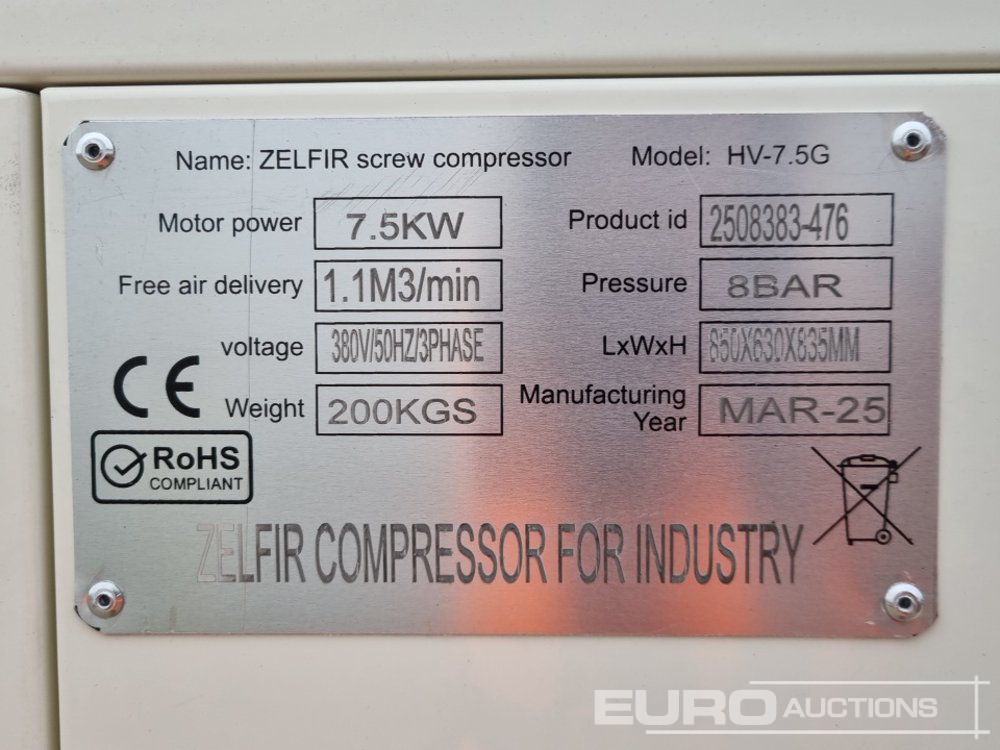 Name: ZELFIR screw compressor Model: HV-7.5G
Motor power 7.5KW Product id 2508383-476
Free air delivery 1.1M3/min Pressure 8BAR
voltage 380V/50HZ/3PHASE LxWxH 850X630X835MM
Weight 200KGS Manufacturing Year MAR-25
CE
RoHS
COMPLIANT
ZELFIR COMPRESSOR FOR INDUSTRY
EURO AUCTIONS